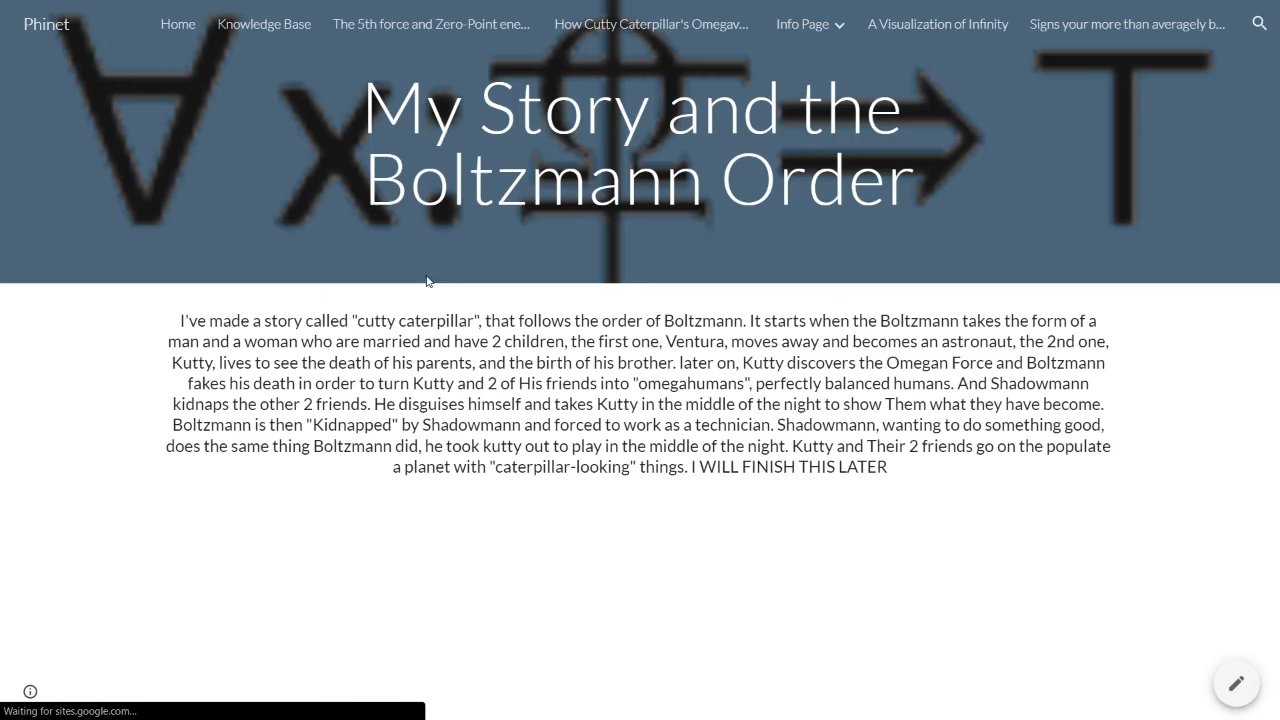 Phinet
Home
Knowledge Base
The 5th force and Zero-Point ene...
How Cutty Caterpillar's Omegav...
Info Page
A Visualization of Infinity
Signs your more than averagely b...
∀x:Φ⇒T
My Story and the
Boltzmann Order
I've made a story called "cutty caterpillar", that follows the order of Boltzmann. It starts when the Boltzmann takes the form of a
man and a woman who are married and have 2 children, the first one, Ventura, moves away and becomes an astronaut, the 2nd one,
Kutty, lives to see the death of his parents, and the birth of his brother. later on, Kutty discovers the Omegan Force and Boltzmann
fakes his death in order to turn Kutty and 2 of His friends into "omegahumans", perfectly balanced humans. And Shadowmann
kidnaps the other 2 friends. He disguises himself and takes Kutty in the middle of the night to show Them what they have become.
Boltzmann is then "Kidnapped" by Shadowmann and forced to work as a technician. Shadowmann, wanting to do something good,
does the same thing Boltzmann did, he took kutty out to play in the middle of the night. Kutty and Their 2 friends go on the populate
a planet with "caterpillar-looking" things. I WILL FINISH THIS LATER
Waiting for sites.google.com...